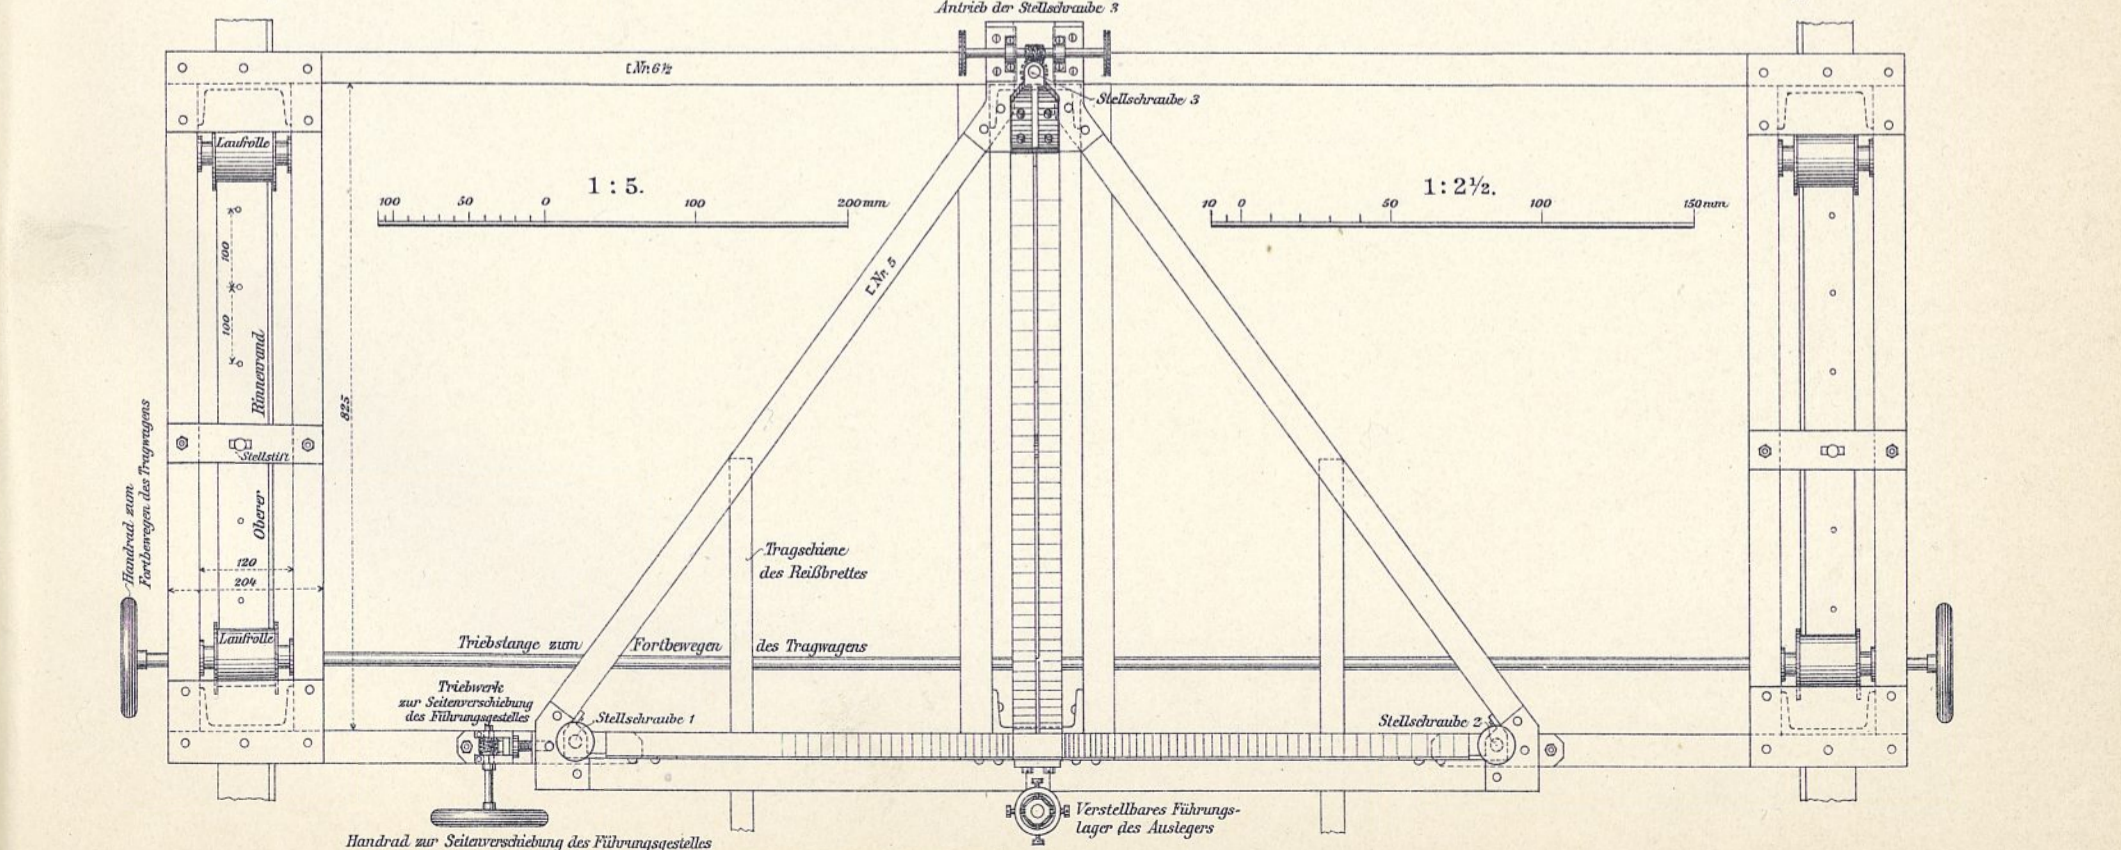 Antrieb der Stellschraube 3
[ Nr. 6½
Stellschraube 3
Laufrolle
1 : 5.
100 50 0 100 200 mm
1 : 2½.
10 0 50 100 150 mm
100
100
[ Nr. 5
Rinnenrand
825
Stellstift
Handrad zum
Fortbewegen des Tragwagens
Oberer
120
204
Tragschiene
des Reißbrettes
Laufrolle
Triebstange zum Fortbewegen des Tragwagens
Triebwerk
zur Seitenverschiebung
des Führungsgestelles
Stellschraube 1
Stellschraube 2
Verstellbares Führungs-
lager des Auslegers
Handrad zur Seitenverschiebung des Führungsgestelles